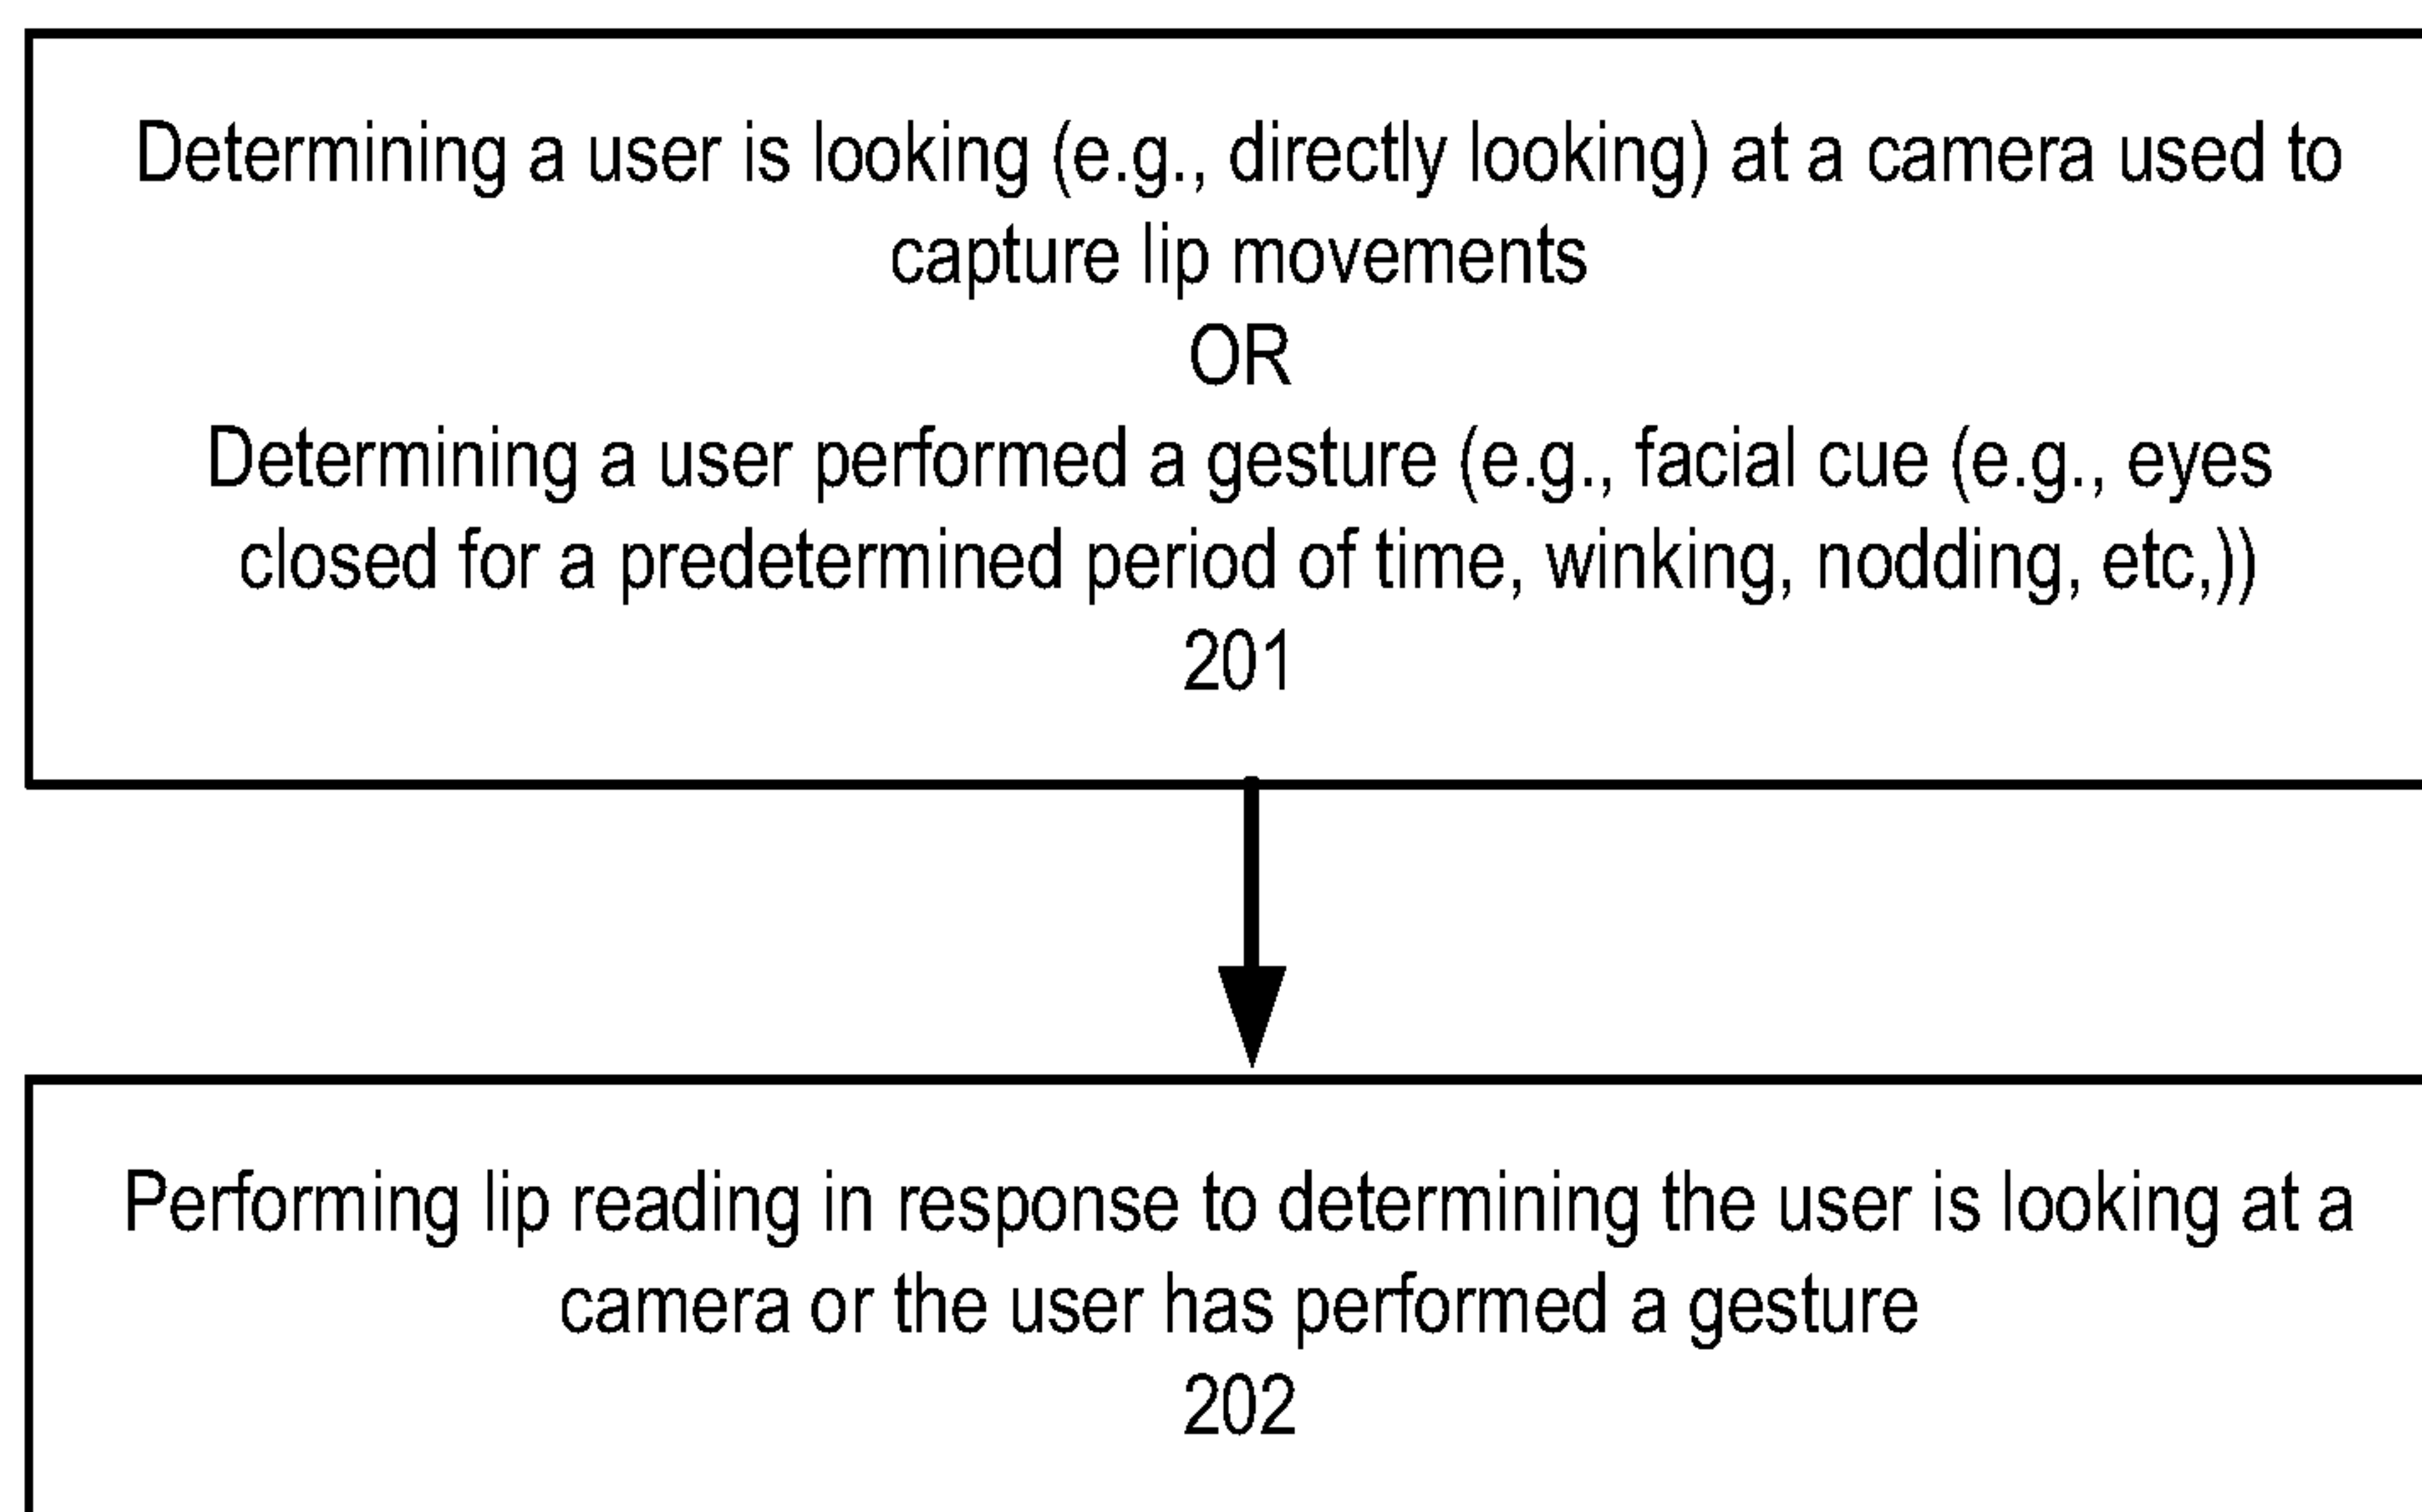 Determining a user is looking (e.g., directly looking) at a camera used to
capture lip movements
OR
Determining a user performed a gesture (e.g., facial cue (e.g., eyes
closed for a predetermined period of time, winking, nodding, etc,))
201
Performing lip reading in response to determining the user is looking at a
camera or the user has performed a gesture
202